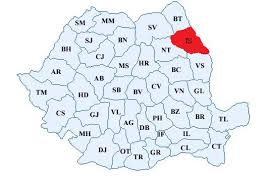 SM MM SV BT
BH SJ BN NT IS
CJ
MS HR BC VS
AR AB
TM HD SB BV CV VN GL
CS GJ VL AG PH BZ BR TL
DB
MH IF IL
DJ OT TR GR CL CT